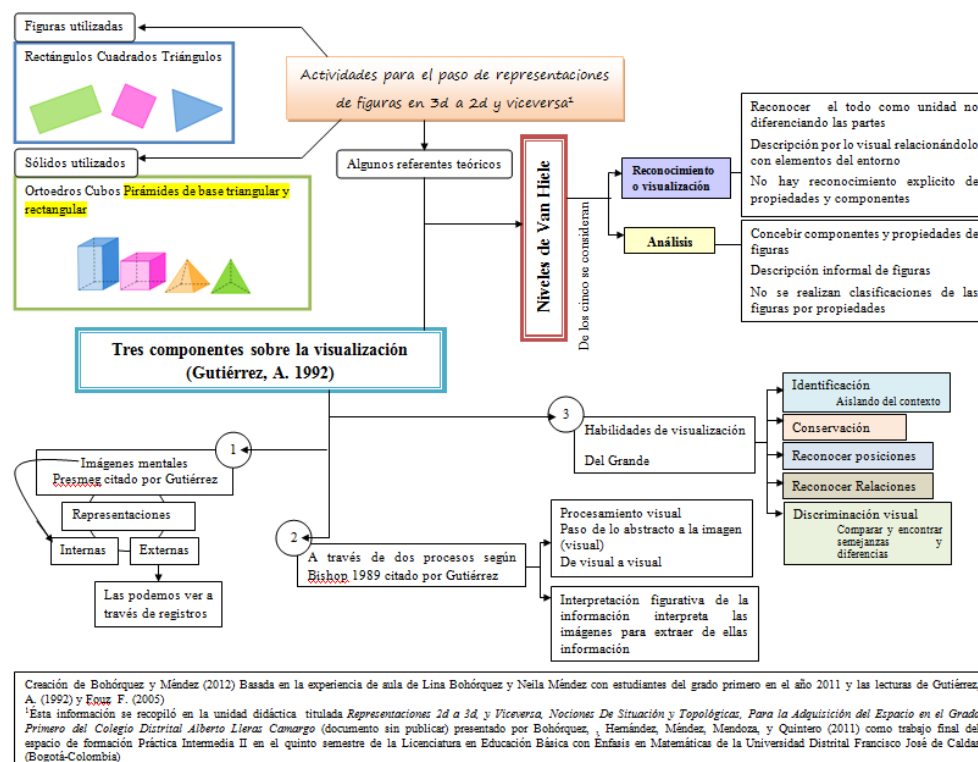 Figuras utilizadas
Rectángulos Cuadrados Triángulos
Actividades para el paso de representaciones
de figuras en 3d a 2d y viceversa¹
Sólidos utilizados
Ortoedros Cubos Pirámides de base triangular y
rectangular
Algunos referentes teóricos
Niveles de Van Hiele
De los cinco se consideran
Reconocimiento
o visualización
Reconocer el todo como unidad no
diferenciando las partes
Descripción por lo visual relacionándolo
con elementos del entorno
No hay reconocimiento explicito de
propiedades y componentes
Análisis
Concebir componentes y propiedades de
figuras
Descripción informal de figuras
No se realizan clasificaciones de las
figuras por propiedades
Tres componentes sobre la visualización
(Gutiérrez, A. 1992)
1
Imágenes mentales
Presmeg citado por Gutiérrez
Representaciones
Internas
Externas
Las podemos ver a
través de registros
2
A través de dos procesos según
Bishop 1989 citado por Gutiérrez
Procesamiento visual
Paso de lo abstracto a la imagen
(visual)
De visual a visual
Interpretación figurativa de la
información interpreta las
imágenes para extraer de ellas
información
3
Habilidades de visualización
Del Grande
Identificación
Aislando del contexto
Conservación
Reconocer posiciones
Reconocer Relaciones
Discriminación visual
Comparar y encontrar
semejanzas y
diferencias
Creación de Bohórquez y Méndez (2012) Basada en la experiencia de aula de Lina Bohórquez y Neila Méndez con estudiantes del grado primero en el año 2011 y las lecturas de Gutiérrez,
A. (1992) y Fouz F. (2005)
¹Esta información se recopiló en la unidad didáctica titulada Representaciones 2d a 3d, y Viceversa, Nociones De Situación y Topológicas, Para la Adquisición del Espacio en el Grado
Primero del Colegio Distrital Alberto Lleras Camargo (documento sin publicar) presentado por Bohórquez, , Hernández, Méndez, Mendoza, y Quintero (2011) como trabajo final del
espacio de formación Práctica Intermedia II en el quinto semestre de la Licenciatura en Educación Básica con Énfasis en Matemáticas de la Universidad Distrital Francisco José de Caldas
(Bogotá-Colombia)